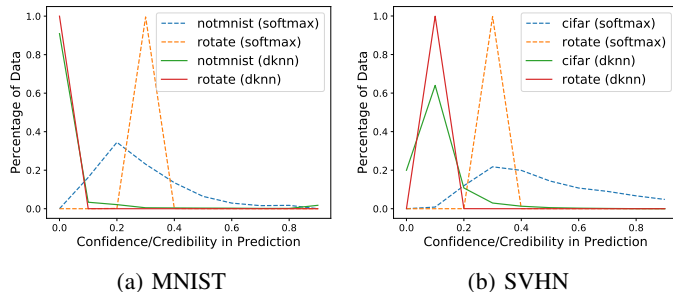 Percentage of Data
1.0
0.8
0.6
0.4
0.2
0.0
notmnist (softmax)
rotate (softmax)
notmnist (dknn)
rotate (dknn)
0.0 0.2 0.4 0.6 0.8
Confidence/Credibility in Prediction
(a) MNIST
Percentage of Data
1.0
0.8
0.6
0.4
0.2
0.0
cifar (softmax)
rotate (softmax)
cifar (dknn)
rotate (dknn)
0.0 0.2 0.4 0.6 0.8
Confidence/Credibility in Prediction
(b) SVHN